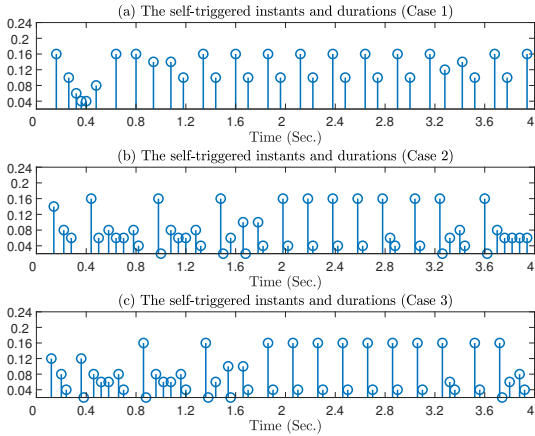 (a) The self-triggered instants and durations (Case 1)
0.24
0.2
0.16
0.12
0.08
0.04
0 0.4 0.8 1.2 1.6 2 2.4 2.8 3.2 3.6 4
Time (Sec.)
(b) The self-triggered instants and durations (Case 2)
0.24
0.2
0.16
0.12
0.08
0.04
0 0.4 0.8 1.2 1.6 2 2.4 2.8 3.2 3.6 4
Time (Sec.)
(c) The self-triggered instants and durations (Case 3)
0.24
0.2
0.16
0.12
0.08
0.04
0 0.4 0.8 1.2 1.6 2 2.4 2.8 3.2 3.6 4
Time (Sec.)